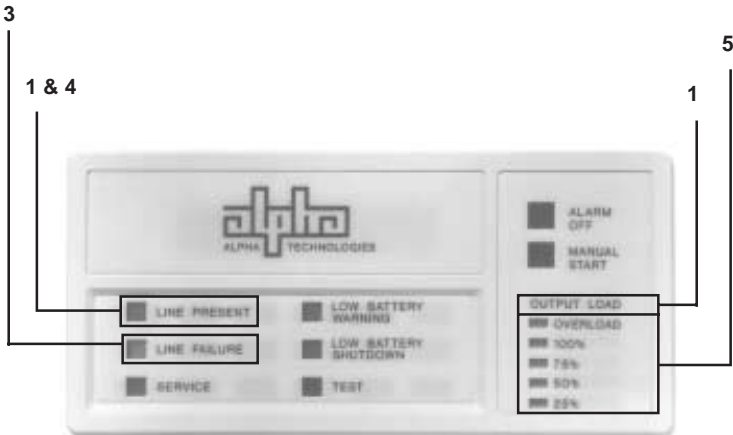 3
5
1 & 4
1
alpha
ALPHA TECHNOLOGIES
ALARM
OFF
MANUAL
START
LINE PRESENT
LOW BATTERY
WARNING
LINE FAILURE
LOW BATTERY
SHUTDOWN
SERVICE
TEST
OUTPUT LOAD
OVERLOAD
100%
75%
50%
25%